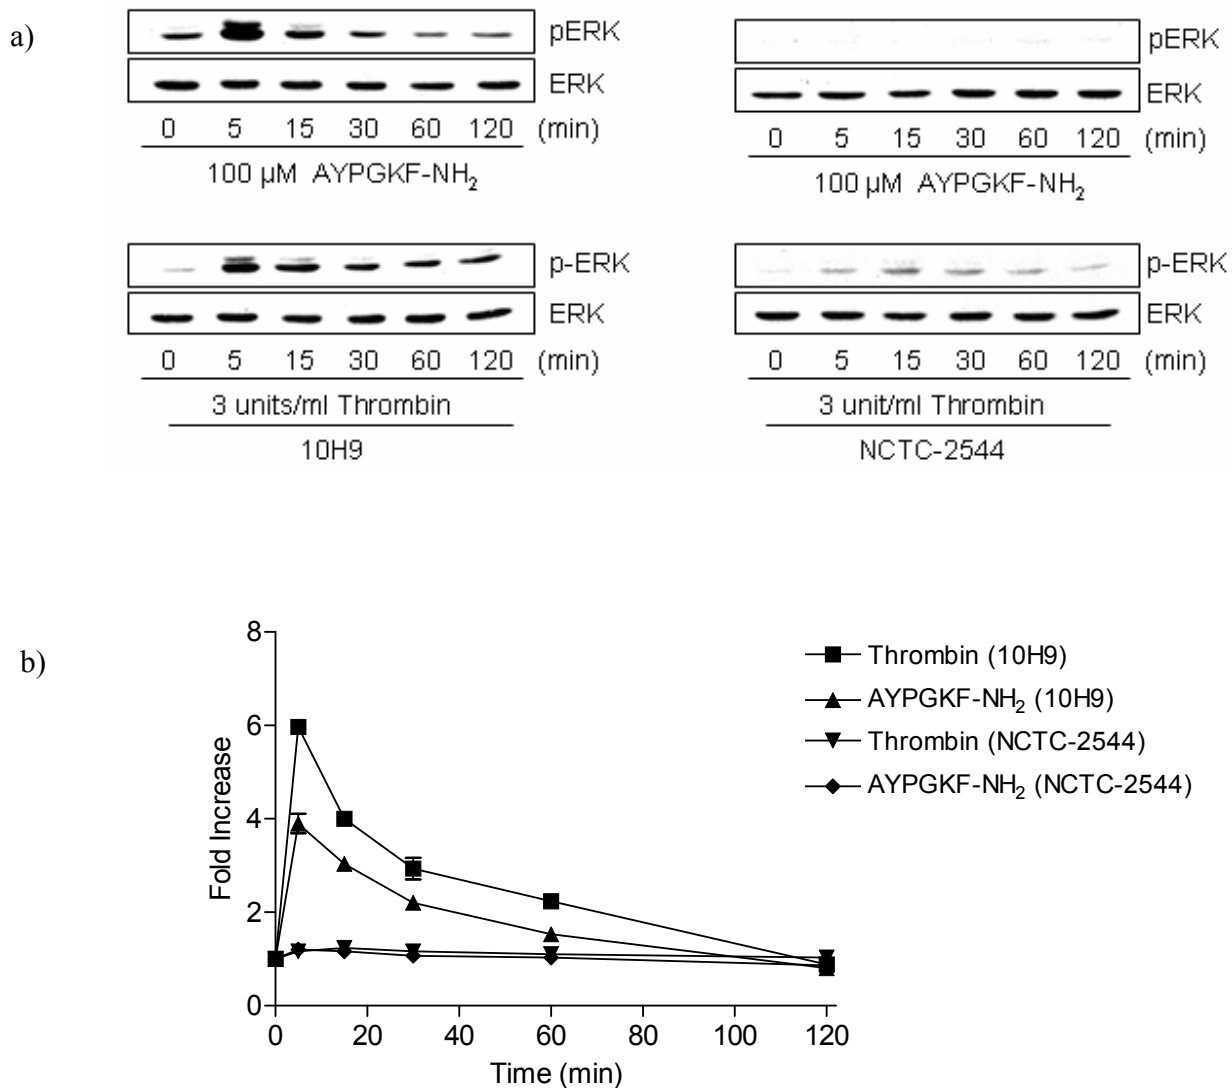 a)
pERK
ERK
0 5 15 30 60 120 (min)
100 µM AYPGKF-NH₂
pERK
ERK
0 5 15 30 60 120 (min)
100 µM AYPGKF-NH₂
p-ERK
ERK
0 5 15 30 60 120 (min)
3 units/ml Thrombin
10H9
p-ERK
ERK
0 5 15 30 60 120 (min)
3 unit/ml Thrombin
NCTC-2544
b)
Fold Increase
8
6
4
2
0
0 20 40 60 80 100 120
Time (min)
Thrombin (10H9)
AYPGKF-NH₂ (10H9)
Thrombin (NCTC-2544)
AYPGKF-NH₂ (NCTC-2544)